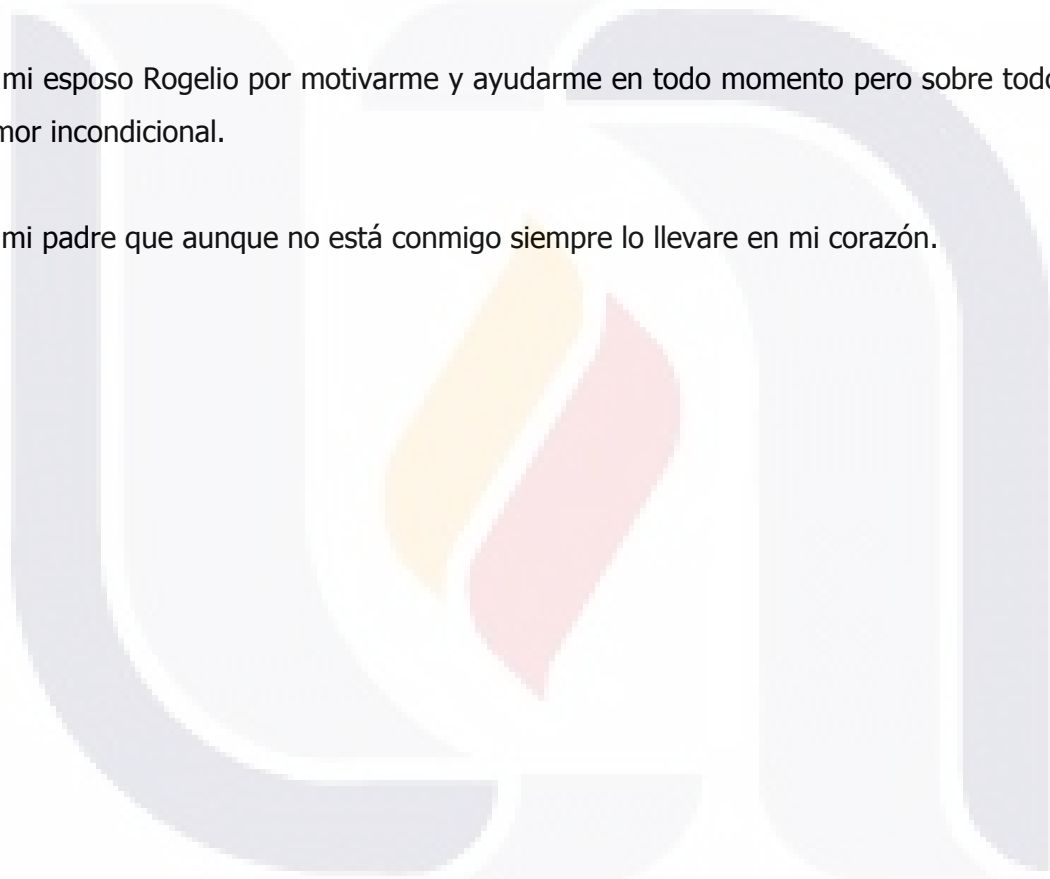 mi esposo Rogelio por motivarme y ayudarme en todo momento pero sobre todo
mor incondicional.
mi padre que aunque no está conmigo siempre lo llevare en mi corazón.